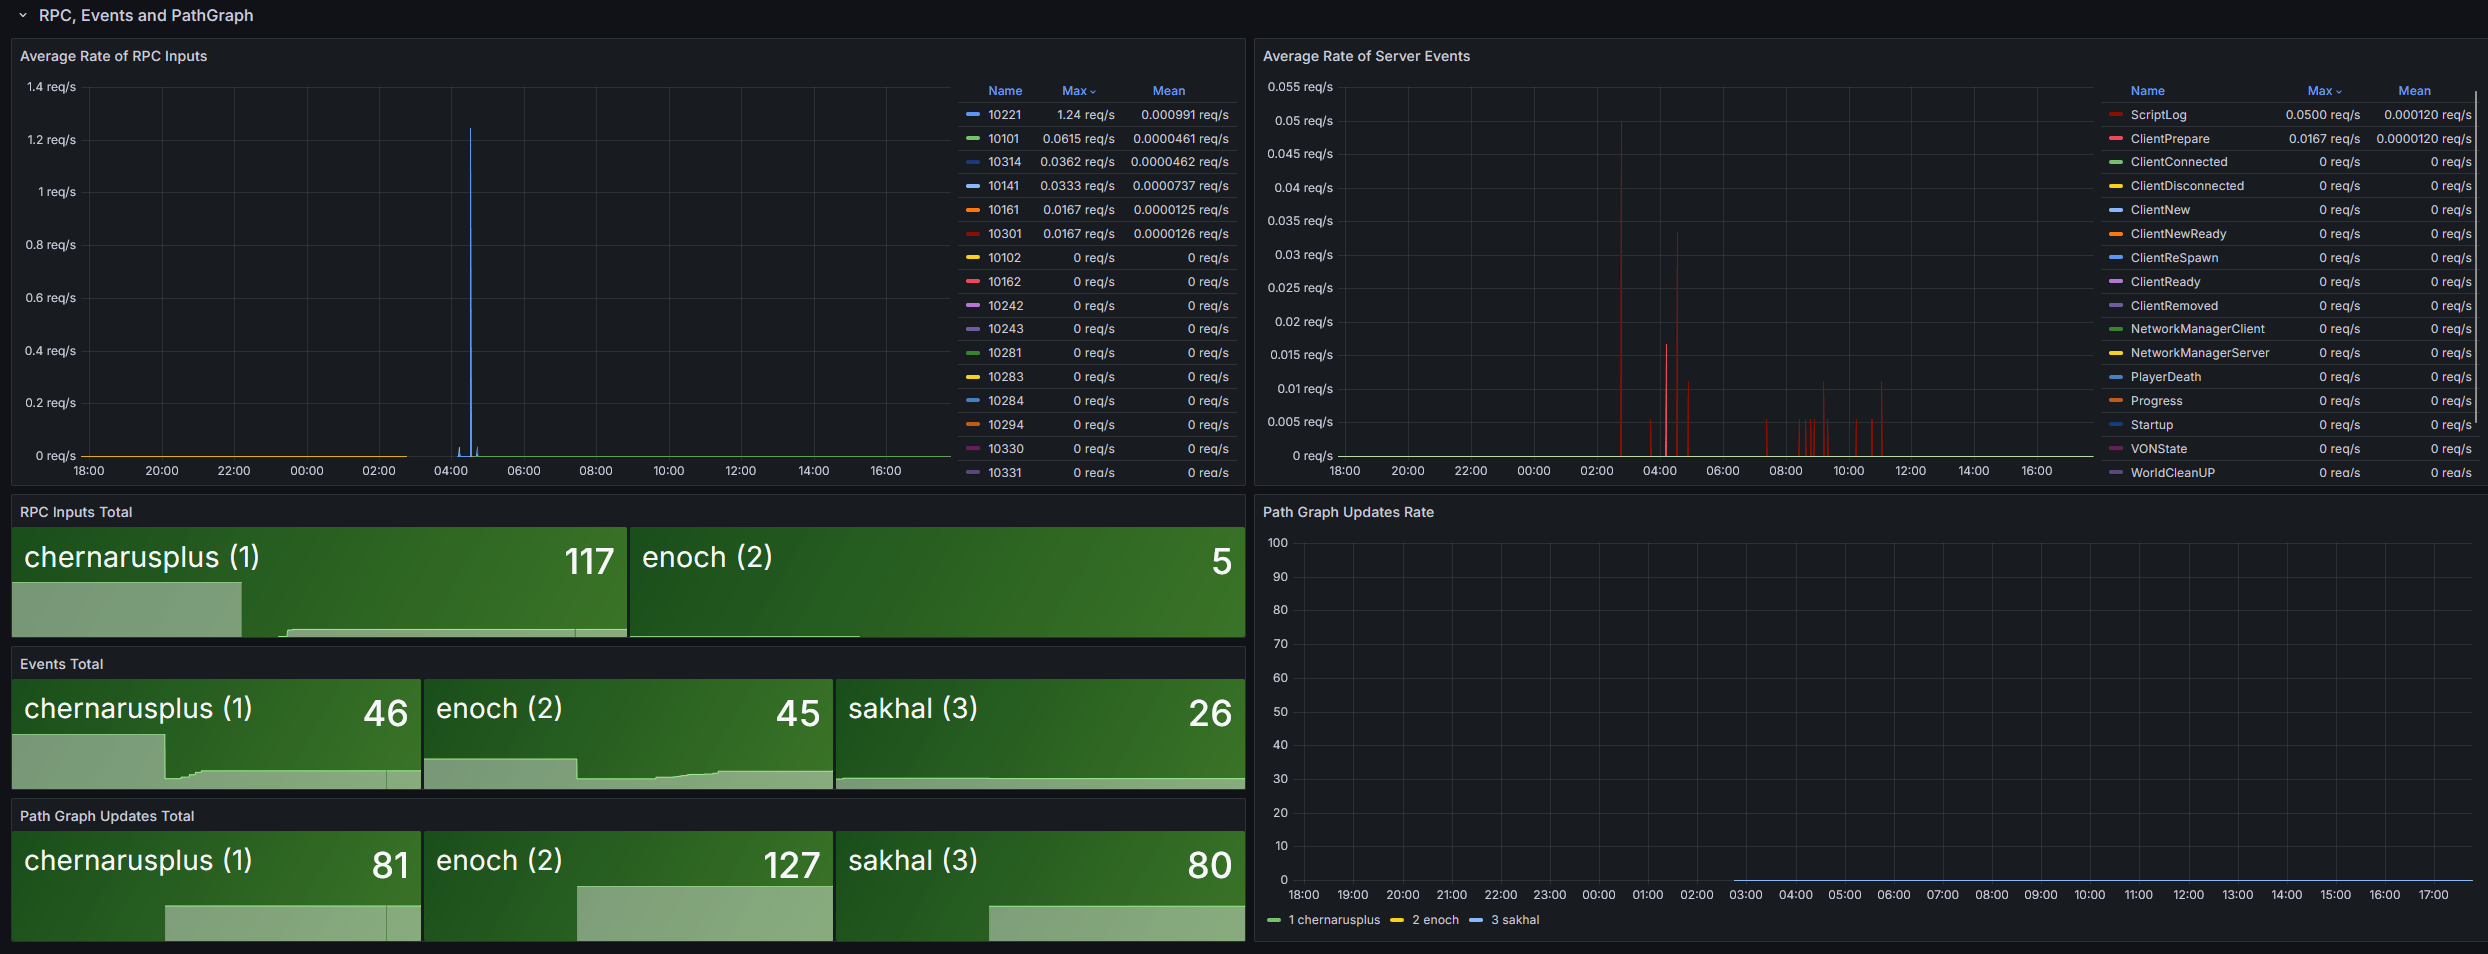 RPC, Events and PathGraph
Average Rate of RPC Inputs
1.4 req/s
1.2 req/s
1 req/s
0.8 req/s
0.6 req/s
0.4 req/s
0.2 req/s
0 req/s
18:00 20:00 22:00 00:00 02:00 04:00 06:00 08:00 10:00 12:00 14:00 16:00
Name Max Mean
10221 1.24 req/s 0.000991 req/s
10101 0.0615 req/s 0.0000461 req/s
10314 0.0362 req/s 0.0000462 req/s
10141 0.0333 req/s 0.0000737 req/s
10161 0.0167 req/s 0.0000125 req/s
10301 0.0167 req/s 0.0000126 req/s
10102 0 req/s 0 req/s
10162 0 req/s 0 req/s
10242 0 req/s 0 req/s
10243 0 req/s 0 req/s
10281 0 req/s 0 req/s
10283 0 req/s 0 req/s
10284 0 req/s 0 req/s
10294 0 req/s 0 req/s
10330 0 req/s 0 req/s
10331 0 req/s 0 req/s
Average Rate of Server Events
0.055 req/s
0.05 req/s
0.045 req/s
0.04 req/s
0.035 req/s
0.03 req/s
0.025 req/s
0.02 req/s
0.015 req/s
0.01 req/s
0.005 req/s
0 req/s
18:00 20:00 22:00 00:00 02:00 04:00 06:00 08:00 10:00 12:00 14:00 16:00
Name Max Mean
ScriptLog 0.0500 req/s 0.000120 req/s
ClientPrepare 0.0167 req/s 0.0000120 req/s
ClientConnected 0 req/s 0 req/s
ClientDisconnected 0 req/s 0 req/s
ClientNew 0 req/s 0 req/s
ClientNewReady 0 req/s 0 req/s
ClientReSpawn 0 req/s 0 req/s
ClientReady 0 req/s 0 req/s
ClientRemoved 0 req/s 0 req/s
NetworkManagerClient 0 req/s 0 req/s
NetworkManagerServer 0 req/s 0 req/s
PlayerDeath 0 req/s 0 req/s
Progress 0 req/s 0 req/s
Startup 0 req/s 0 req/s
VONState 0 req/s 0 req/s
WorldCleanUP 0 req/s 0 req/s
RPC Inputs Total
chernarusplus (1) 117
enoch (2) 5
Events Total
chernarusplus (1) 46
enoch (2) 45
sakhal (3) 26
Path Graph Updates Total
chernarusplus (1) 81
enoch (2) 127
sakhal (3) 80
Path Graph Updates Rate
100
90
80
70
60
50
40
30
20
10
0
18:00 19:00 20:00 21:00 22:00 23:00 00:00 01:00 02:00 03:00 04:00 05:00 06:00 07:00 08:00 09:00 10:00 11:00 12:00 13:00 14:00 15:00 16:00 17:00
1 chernarusplus 2 enoch 3 sakhal